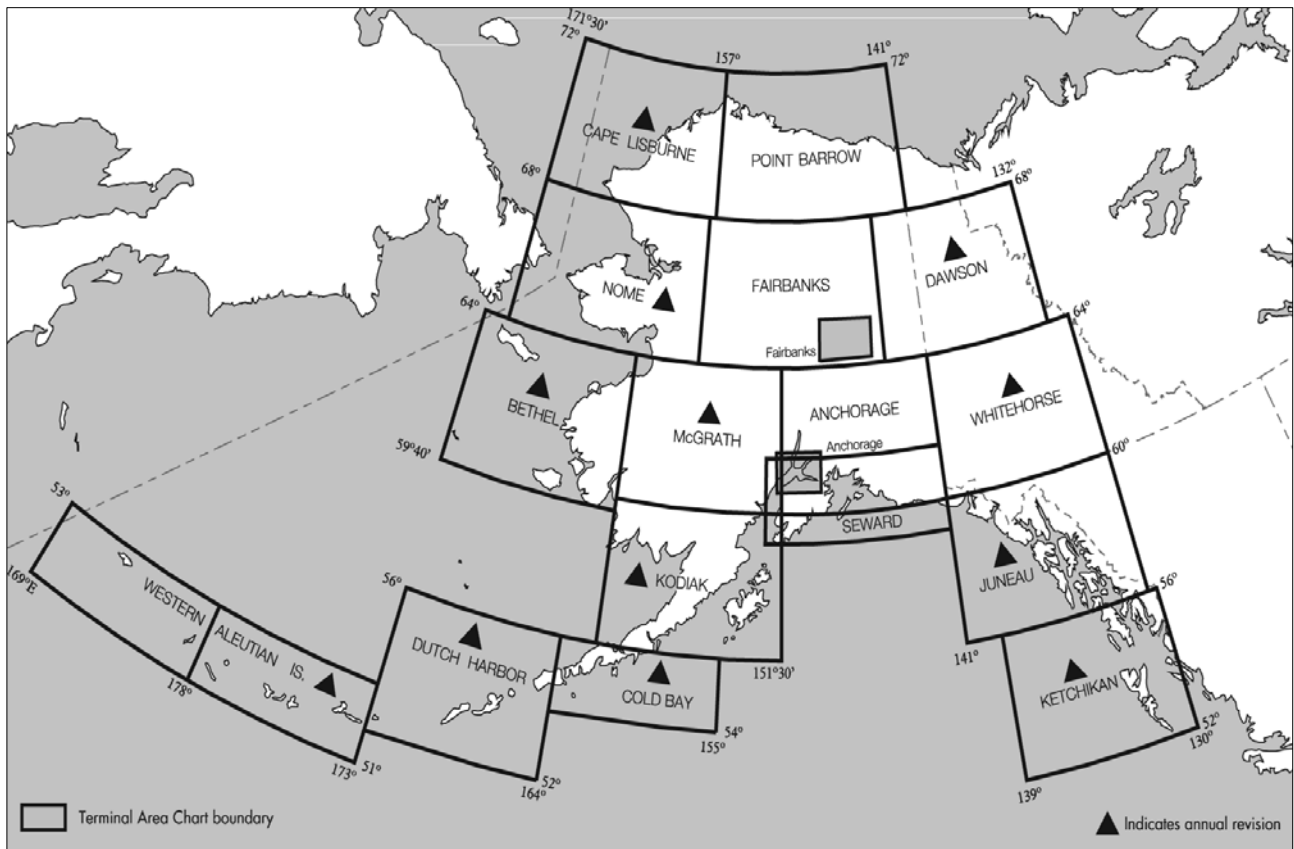 171°30'
72°
157°
141°
72°
CAPE LISBURNE
POINT BARROW
68°
132°
68°
NOME
FAIRBANKS
DAWSON
Fairbanks
64°
64°
BETHEL
McGRATH
ANCHORAGE
WHITEHORSE
Anchorage
59°40'
60°
53°
SEWARD
169°E
WESTERN
ALEUTIAN IS.
56°
DUTCH HARBOR
KODIAK
JUNEAU
56°
178°
173°
51°
164°
52°
COLD BAY
151°30'
54°
155°
141°
KETCHIKAN
52°
130°
139°
Terminal Area Chart boundary
Indicates annual revision